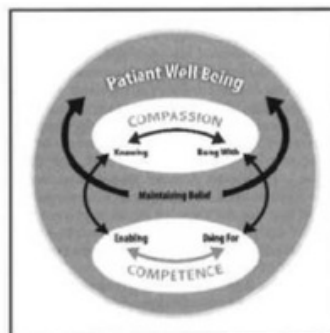 Patient Well Being
COMPASSION
Knowing Being With
Maintaining Belief
Enabling Doing For
COMPETENCE